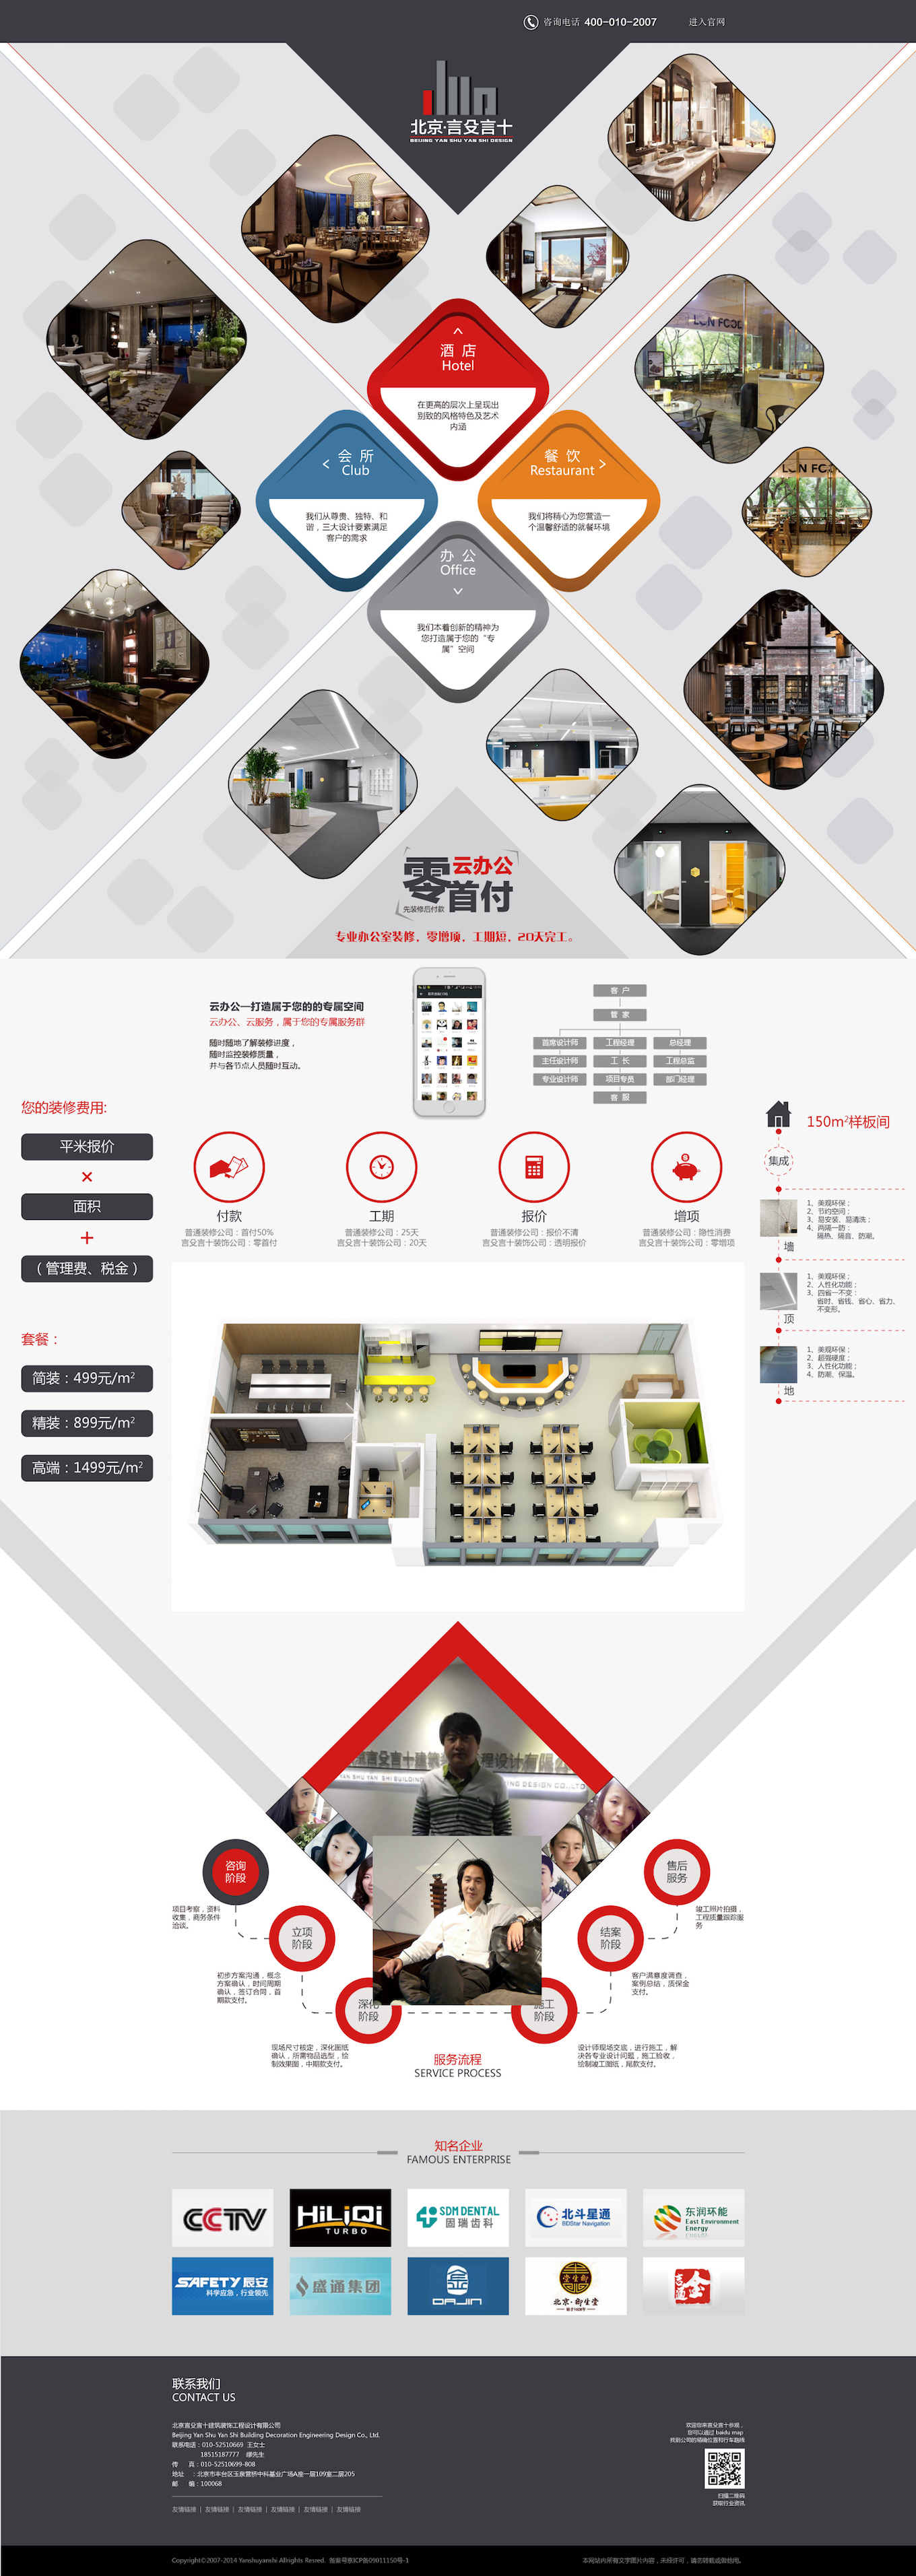 咨询电话 400-010-2007 进入官网
北京·言殳言十
BEIJING YAN SHU YAN SHI DESIGN
酒 店
Hotel
在更高的层次上呈现出
别致的风格特色及艺术
内涵
会 所
Club
我们从尊贵、独特、和
谐，三大设计要素满足
客户的需求
餐 饮
Restaurant
我们将精心为您营造一
个温馨舒适的就餐环境
办 公
Office
我们本着创新的精神为
您打造属于您的“专
属”空间
云办公
零首付
先装修后付款
专业办公室装修，零增项，工期短，20天完工。
云办公—打造属于您的的专属空间
云办公、云服务，属于您的专属服务群
随时随地了解装修进度，
随时监控装修质量，
并与各节点人员随时互动。
客 户
管 家
首席设计师 工程经理 总经理
主任设计师 工 长 工程总监
专业设计师 项目专员 部门经理
客 服
您的装修费用:
平米报价
×
面积
+
（管理费、税金）
套餐：
简装：499元/m²
精装：899元/m²
高端：1499元/m²
付款
普通装修公司：首付50%
言殳言十装饰公司：零首付
工期
普通装修公司：25天
言殳言十装饰公司：20天
报价
普通装修公司：报价不清
言殳言十装饰公司：透明报价
增项
普通装修公司：隐性消费
言殳言十装饰公司：零增项
150m²样板间
集成
墙
1、美观环保；
2、节约空间；
3、易安装、易清洗；
4、两隔一防：
隔热、隔音、防潮。
顶
1、美观环保；
2、人性化功能；
3、四省一不变：
省时、省钱、省心、省力、
不变形。
地
1、美观环保；
2、超强硬度；
3、人性化功能；
4、防潮、保温。
咨询
阶段
项目考察，资料
收集，商务条件
洽谈。
立项
阶段
初步方案沟通，概念
方案确认，时间周期
确认，签订合同，首
期款支付。
深化
阶段
现场尺寸核定，深化图纸
确认，所需物品选型，绘
制效果图，中期款支付。
施工
阶段
设计师现场交底，进行施工，解
决各专业设计问题，施工验收，
绘制竣工图纸，尾款支付。
结案
阶段
客户满意度调查，
案例总结，质保金
支付。
售后
服务
竣工照片拍摄，
工程质量跟踪服
务
服务流程
SERVICE PROCESS
知名企业
FAMOUS ENTERPRISE
CCTV
HiLiQi
TURBO
SDM DENTAL
固瑞齿科
北斗星通
BDStar Navigation
东润环能
East Environment
Energy
SAFETY 辰安
科学应急，行业领先
盛通集团
DAJIN
北京·御生堂
联系我们
CONTACT US
北京言殳言十建筑装饰工程设计有限公司
Beijing Yan Shu Yan Shi Building Decoration Engineering Design Co., Ltd.
联系电话：010-52510669 王女士
18515187777 缪先生
传 真：010-52510699-808
地址 ：北京市丰台区玉泉营桥中科基业广场A座一层109室二层205
邮 编：100068
友情链接 | 友情链接 | 友情链接 | 友情链接 | 友情链接 | 友情链接
欢迎您来言殳言十参观，
您可以通过 baidu map
找到公司的精确位置和行车路线
扫描二维码
获取行业资讯
Copyright©2007-2014 Yanshuyanshi Allrights Resred. 备案号京ICP备09011150号-1
本网站内所有文字图片内容，未经许可，请勿转载或做他用。